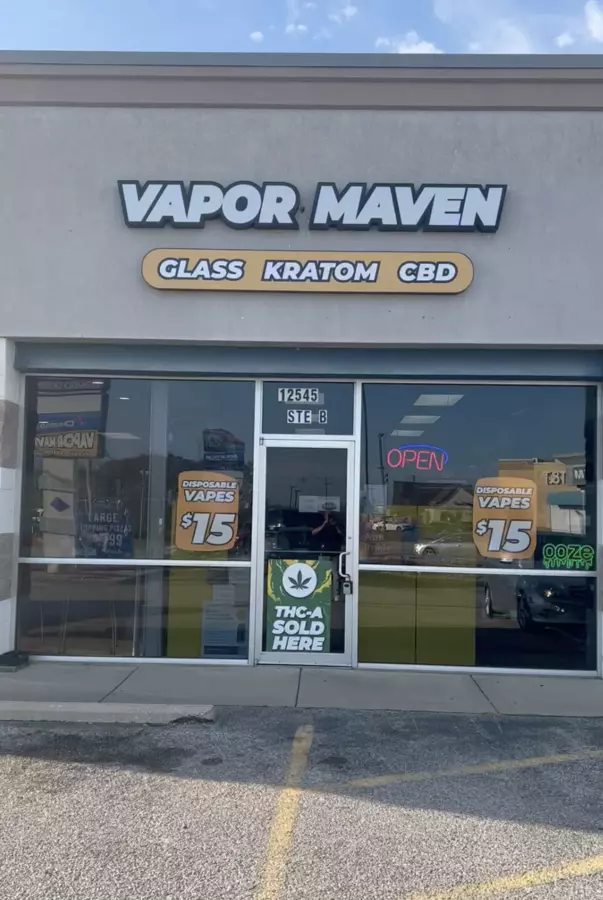 VAPOR MAVEN
GLASS KRATOM CBD
12545
STE B
OPEN
DISPOSABLE
VAPES
$15
DISPOSABLE
VAPES
$15
ooze
THC-A
SOLD
HERE